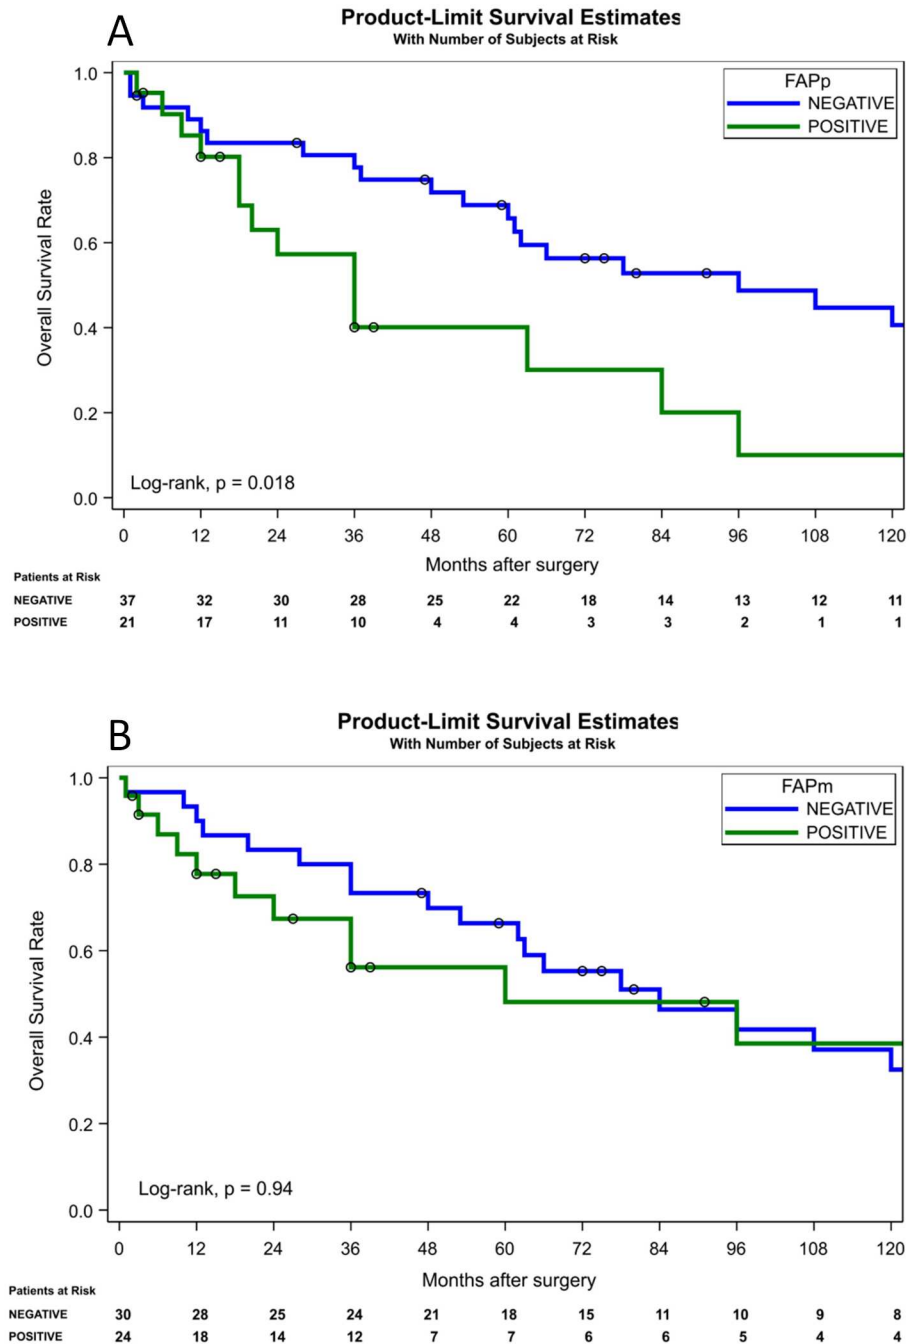 A
Product-Limit Survival Estimates
With Number of Subjects at Risk
FAPp
NEGATIVE
POSITIVE
1.0
0.8
0.6
0.4
0.2
0.0
Overall Survival Rate
Log-rank, p = 0.018
0 12 24 36 48 60 72 84 96 108 120
Months after surgery
Patients at Risk
NEGATIVE 37 32 30 28 25 22 18 14 13 12 11
POSITIVE 21 17 11 10 4 4 3 3 2 1 1
B
Product-Limit Survival Estimates
With Number of Subjects at Risk
FAPm
NEGATIVE
POSITIVE
1.0
0.8
0.6
0.4
0.2
0.0
Overall Survival Rate
Log-rank, p = 0.94
0 12 24 36 48 60 72 84 96 108 120
Months after surgery
Patients at Risk
NEGATIVE 30 28 25 24 21 18 15 11 10 9 8
POSITIVE 24 18 14 12 7 7 6 6 5 4 4